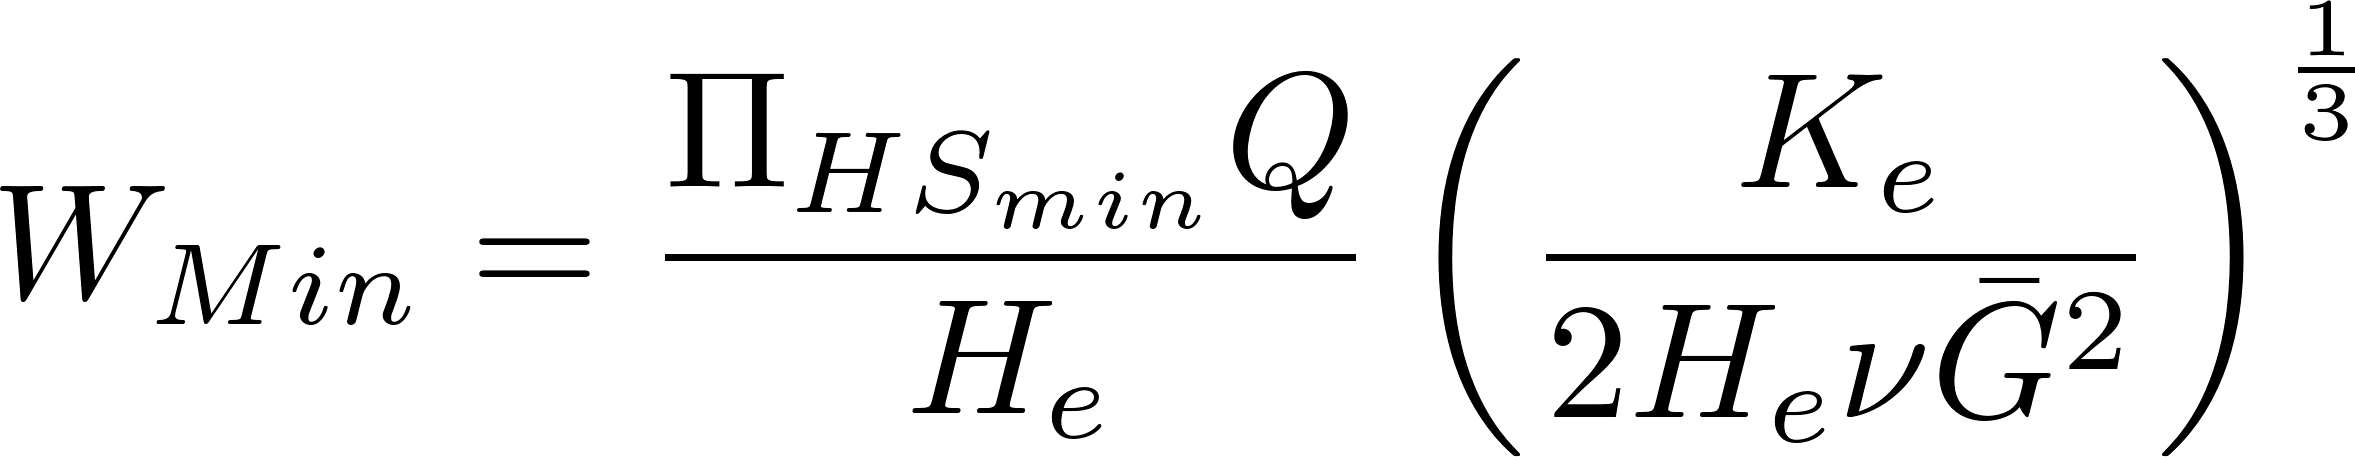 W_{Min} = \frac{\Pi_{HS_{min}} Q}{H_e} \left( \frac{K_e}{2 H_e \nu \bar{G}^2} \right)^{\frac{1}{3}}